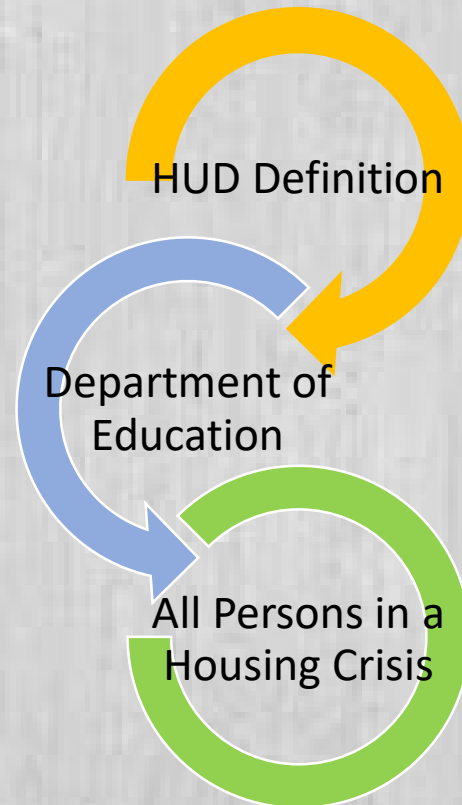 HUD Definition
Department of
Education
All Persons in a
Housing Crisis